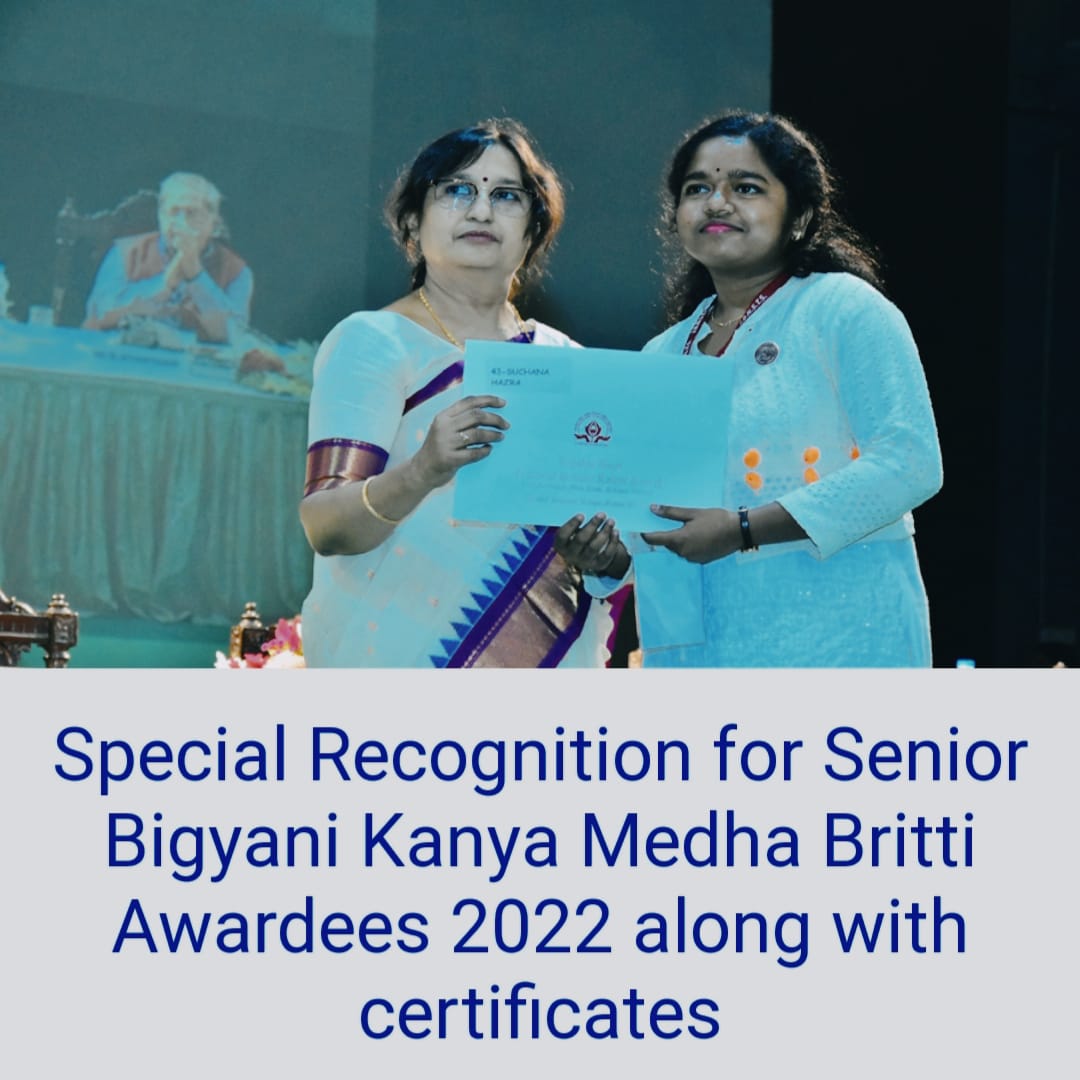 43-SUCHANA
HAZRA
Special Recognition for Senior
Bigyani Kanya Medha Britti
Awardees 2022 along with
certificates